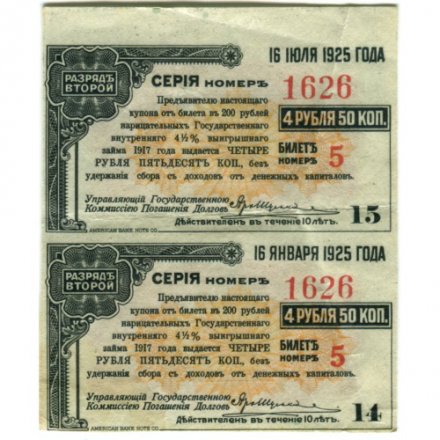 16 ІЮЛЯ 1925 ГОДА
РАЗРЯДЪ ВТОРОЙ
СЕРІЯ НОМЕРЪ 1626
Предъявителю настоящаго
купона отъ билета въ 200 рублей
нарицательныхъ Государственнаго
внутренняго 4½% выигрышнаго
займа 1917 года выдается ЧЕТЫРЕ
РУБЛЯ ПЯТЬДЕСЯТЪ КОП., безъ
удержанія сбора съ доходовъ отъ денежныхъ капиталовъ.
4 РУБЛЯ 50 КОП.
БИЛЕТЪ НОМЕРЪ 5
Управляющій Государственною
Коммиссіею Погашенія Долговъ
15
Дѣйствителенъ въ теченіе 10 лѣтъ.
AMERICAN BANK NOTE CO.
16 ЯНВАРЯ 1925 ГОДА
РАЗРЯДЪ ВТОРОЙ
СЕРІЯ НОМЕРЪ 1626
Предъявителю настоящаго
купона отъ билета въ 200 рублей
нарицательныхъ Государственнаго
внутренняго 4½% выигрышнаго
займа 1917 года выдается ЧЕТЫРЕ
РУБЛЯ ПЯТЬДЕСЯТЪ КОП., безъ
удержанія сбора съ доходовъ отъ денежныхъ капиталовъ.
4 РУБЛЯ 50 КОП.
БИЛЕТЪ НОМЕРЪ 5
Управляющій Государственною
Коммиссіею Погашенія Долговъ
14
Дѣйствителенъ въ теченіе 10 лѣтъ.
AMERICAN BANK NOTE CO.